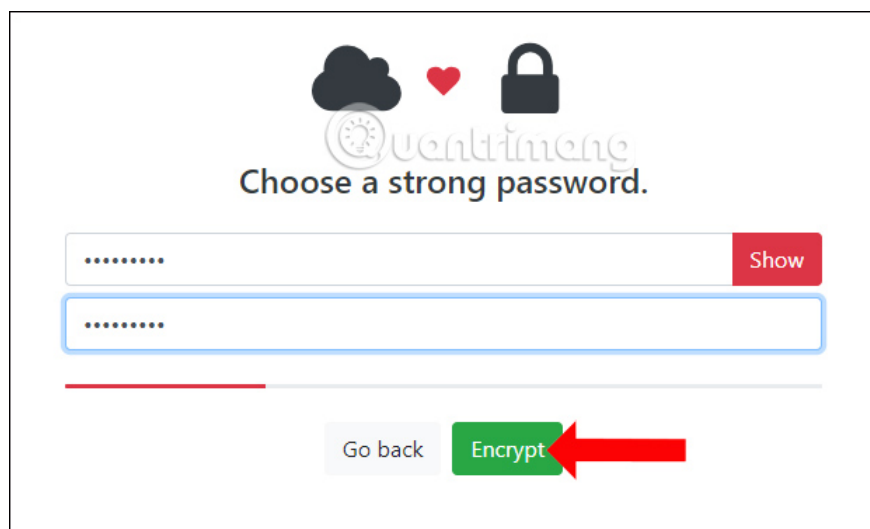 Quantrimang
Choose a strong password.
•••••••••
Show
•••••••••
Go back
Encrypt